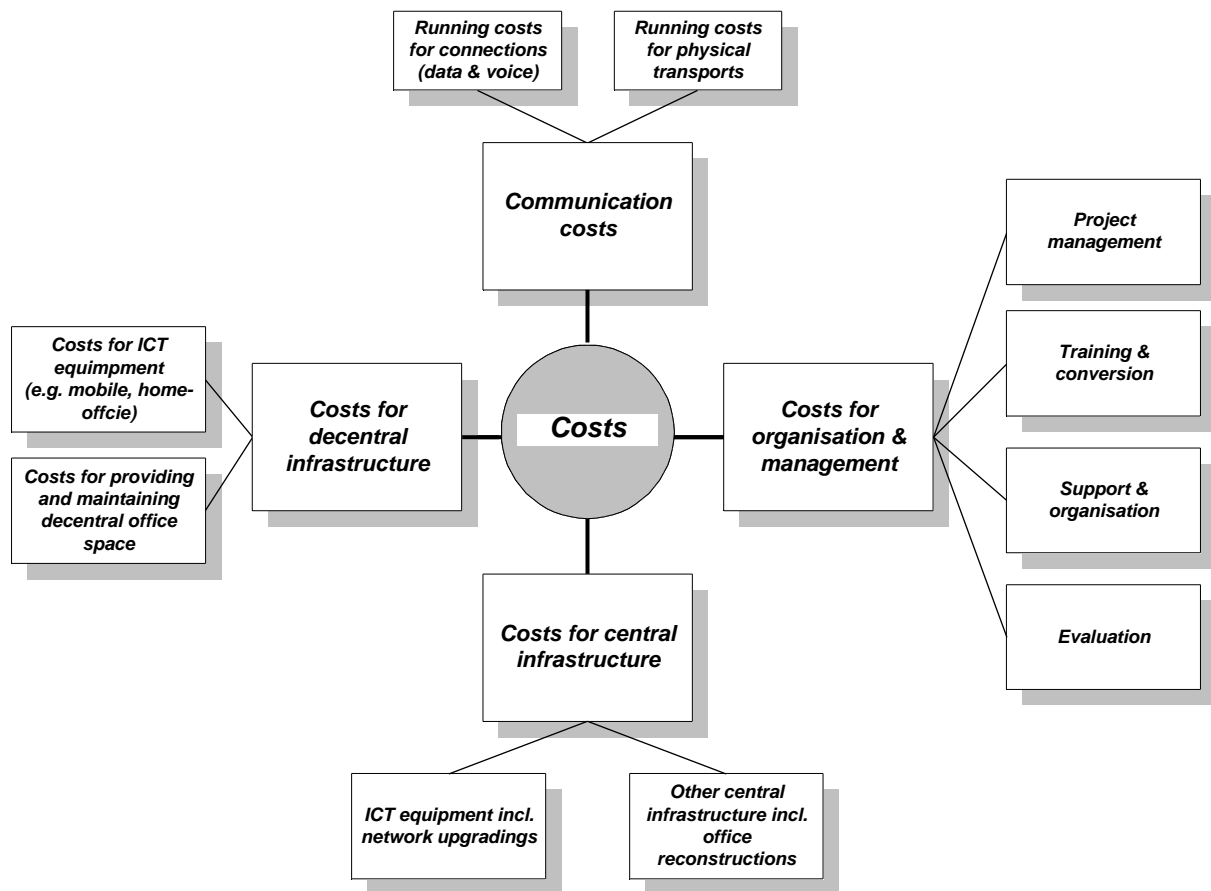 Running costs
for connections
(data & voice)
Running costs
for physical
transports
Communication
costs
Project
management
Costs for ICT
equimpment
(e.g. mobile, home-
offcie)
Training &
conversion
Costs for
decentral
infrastructure
Costs
Costs for
organisation &
management
Costs for providing
and maintaining
decentral office
space
Support &
organisation
Costs for central
infrastructure
Evaluation
ICT equipment incl.
network upgradings
Other central
infrastructure incl.
office
reconstructions